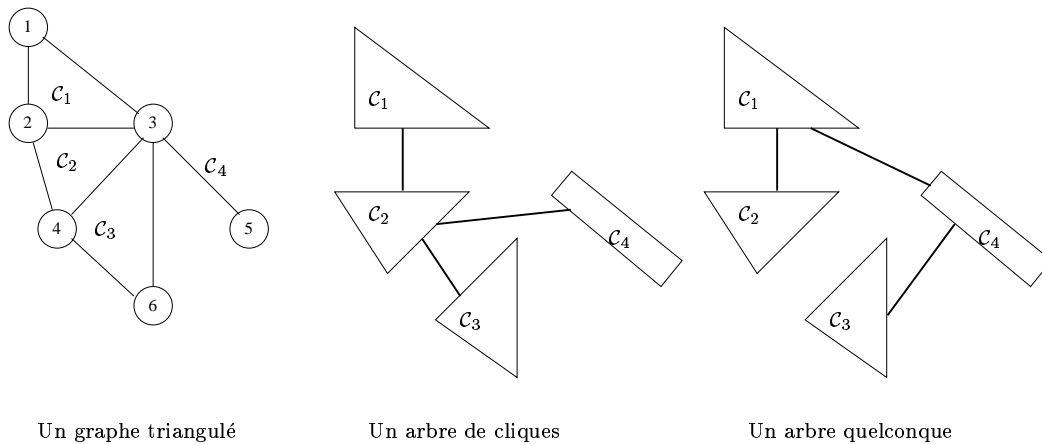 1
C1
2
3
C2
C4
4
C3
5
6
C1
C2
C4
C3
C1
C2
C4
C3
Un graphe triangulé
Un arbre de cliques
Un arbre quelconque